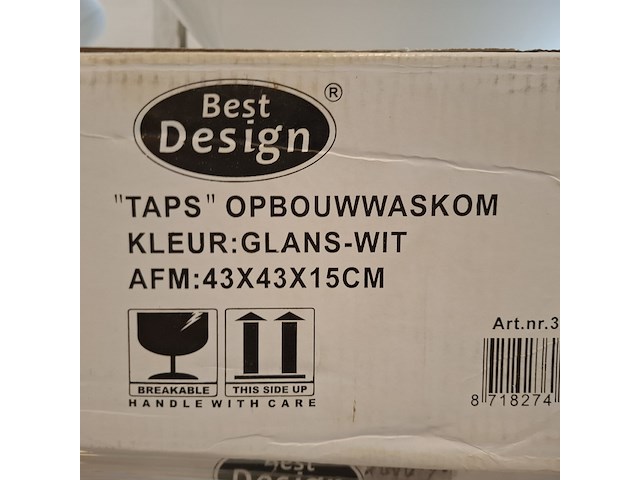 Best
Design
®
"TAPS" OPBOUWWASKOM
KLEUR:GLANS-WIT
AFM:43X43X15CM
BREAKABLE
THIS SIDE UP
HANDLE WITH CARE
Art.nr.3
8 718274
Best
Design